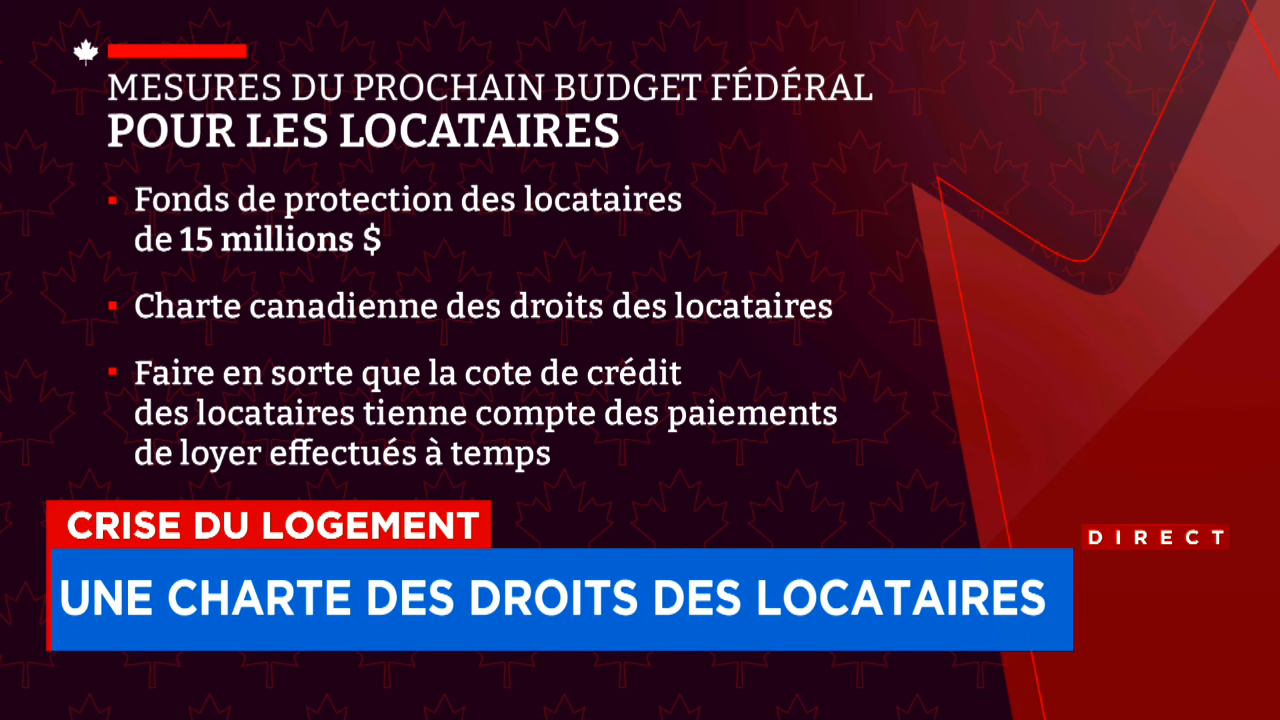 MESURES DU PROCHAIN BUDGET FÉDÉRAL
POUR LES LOCATAIRES
▪ Fonds de protection des locataires
de 15 millions $
▪ Charte canadienne des droits des locataires
▪ Faire en sorte que la cote de crédit
des locataires tienne compte des paiements
de loyer effectués à temps
CRISE DU LOGEMENT
DIRECT
UNE CHARTE DES DROITS DES LOCATAIRES